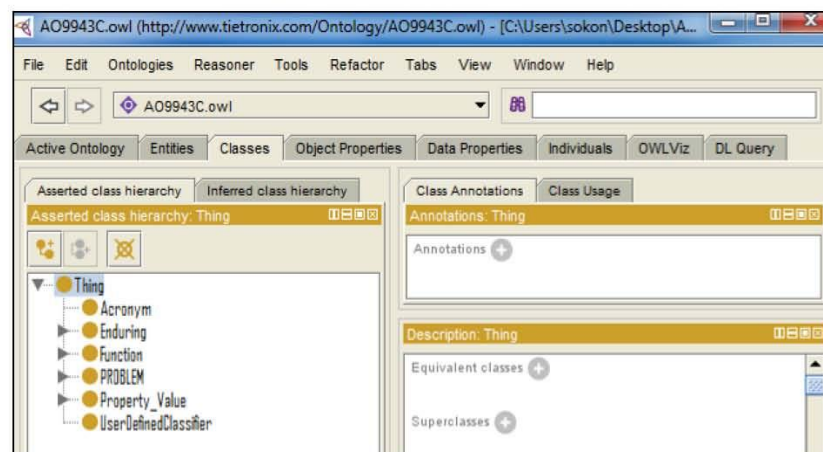 AO9943C.owl (http://www.tietronix.com/Ontology/AO9943C.owl) - [C:\Users\sokon\Desktop\A...
File Edit Ontologies Reasoner Tools Refactor Tabs View Window Help
AO9943C.owl
Active Ontology Entities Classes Object Properties Data Properties Individuals OWLViz DL Query
Asserted class hierarchy Inferred class hierarchy
Asserted class hierarchy: Thing
Thing
Acronym
Enduring
Function
PROBLEM
Property_Value
UserDefinedClassifier
Class Annotations Class Usage
Annotations: Thing
Annotations
Description: Thing
Equivalent classes
Superclasses